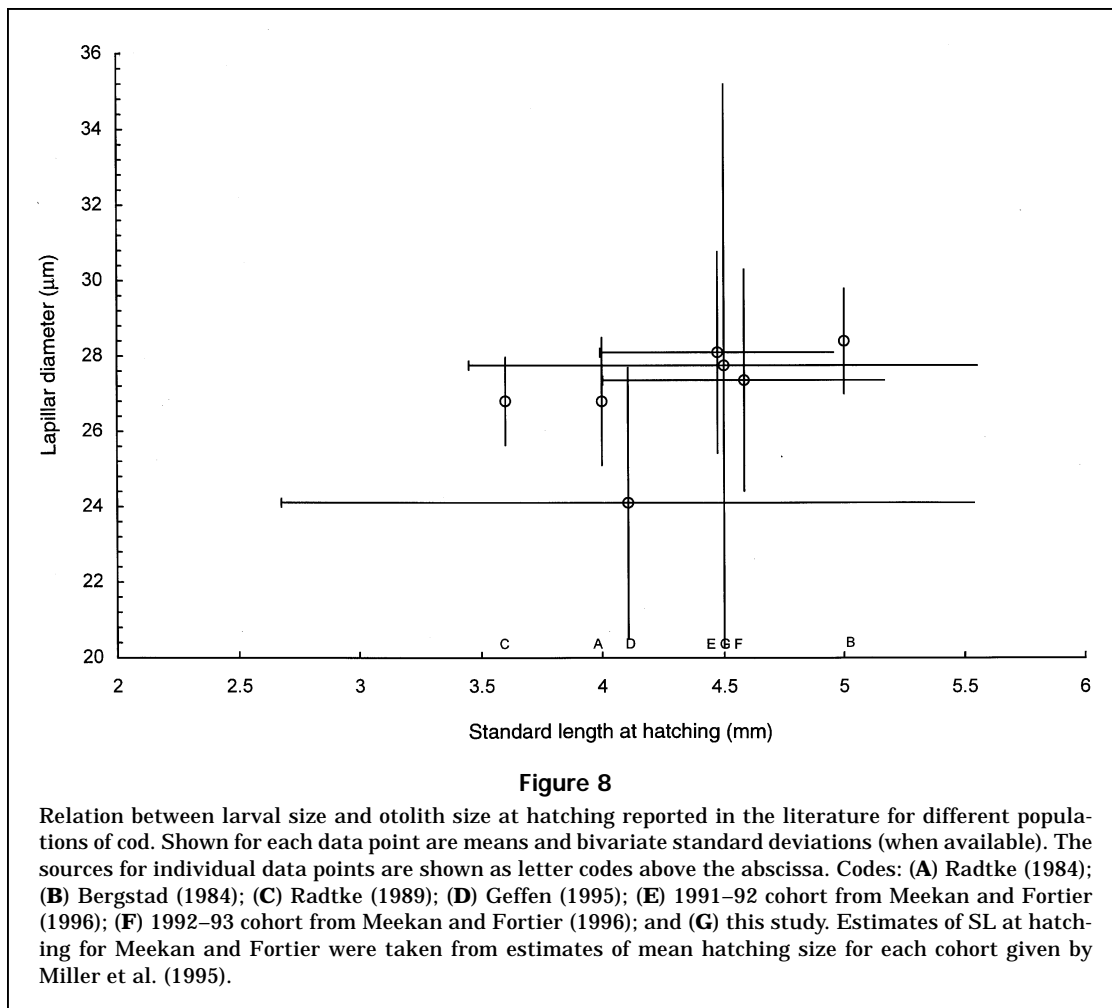 36
34
32
30
28
26
24
22
20
Lapillar diameter (µm)
C A D E G F B
2 2.5 3 3.5 4 4.5 5 5.5 6
Standard length at hatching (mm)
Figure 8
Relation between larval size and otolith size at hatching reported in the literature for different popula-
tions of cod. Shown for each data point are means and bivariate standard deviations (when available). The
sources for individual data points are shown as letter codes above the abscissa. Codes: (A) Radtke (1984);
(B) Bergstad (1984); (C) Radtke (1989); (D) Geffen (1995); (E) 1991–92 cohort from Meekan and Fortier
(1996); (F) 1992–93 cohort from Meekan and Fortier (1996); and (G) this study. Estimates of SL at hatch-
ing for Meekan and Fortier were taken from estimates of mean hatching size for each cohort given by
Miller et al. (1995).